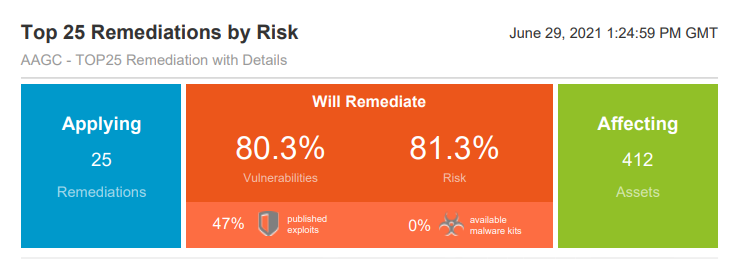 Top 25 Remediations by Risk
June 29, 2021 1:24:59 PM GMT
AAGC - TOP25 Remediation with Details
Applying
25
Remediations
Will Remediate
80.3%
Vulnerabilities
81.3%
Risk
47%
published
exploits
0%
available
malware kits
Affecting
412
Assets